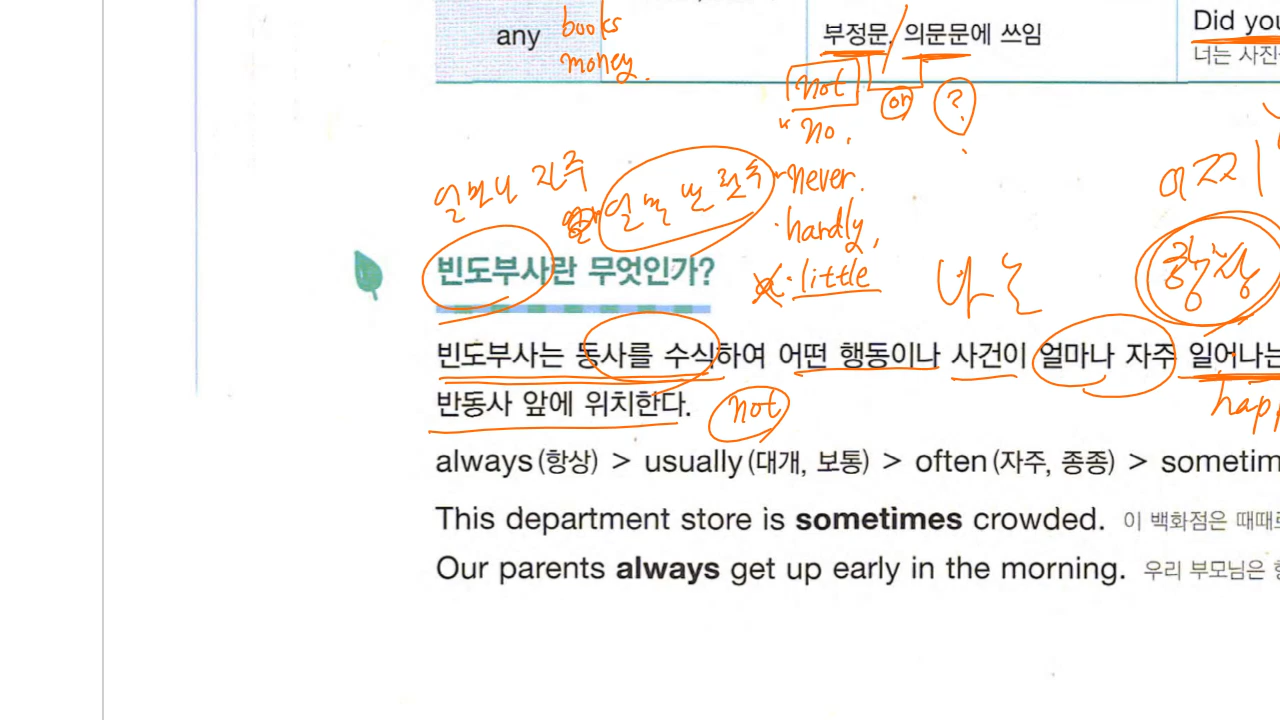 any books
money.
부정문, 의문문에 쓰임
Did you
너는 사진
not or ?
no.
얼마나 자주
never.
hardly,
항상
빈도부사란 무엇인가?
little
나는
빈도부사는 동사를 수식하여 어떤 행동이나 사건이 얼마나 자주 일어나는
반동사 앞에 위치한다. not
always (항상) > usually (대개, 보통) > often (자주, 종종) > sometim
This department store is sometimes crowded. 이 백화점은 때때로
Our parents always get up early in the morning. 우리 부모님은 항